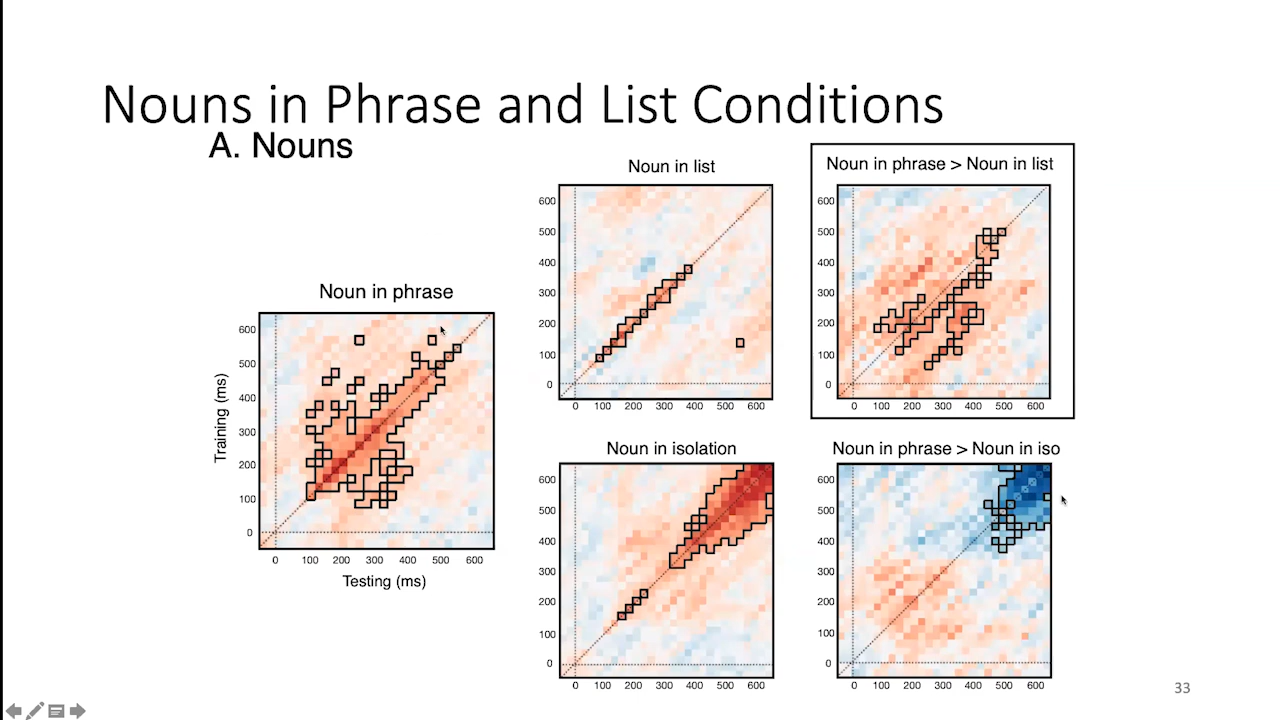 Nouns in Phrase and List Conditions
A. Nouns
Noun in phrase
600
500
400
300
200
100
0
Training (ms)
0 100 200 300 400 500 600
Testing (ms)
Noun in list
600
500
400
300
200
100
0
0 100 200 300 400 500 600
Noun in phrase > Noun in list
600
500
400
300
200
100
0
0 100 200 300 400 500 600
Noun in isolation
600
500
400
300
200
100
0
0 100 200 300 400 500 600
Noun in phrase > Noun in iso
600
500
400
300
200
100
0
0 100 200 300 400 500 600
33